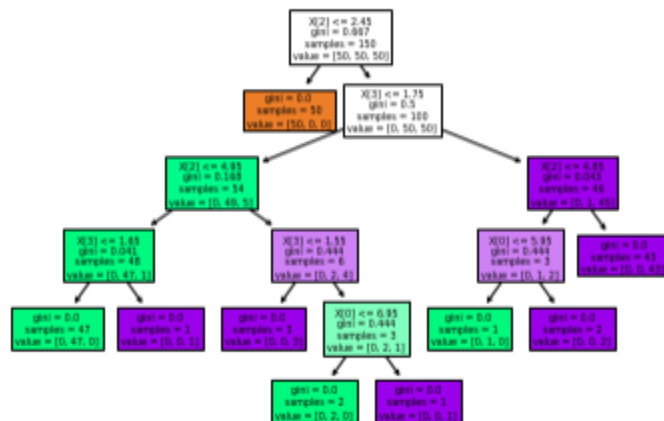 X[2] <= 2.45
gini = 0.667
samples = 150
value = [50, 50, 50]
gini = 0.0
samples = 50
value = [50, 0, 0]
X[3] <= 1.75
gini = 0.5
samples = 100
value = [0, 50, 50]
X[2] <= 4.95
gini = 0.168
samples = 54
value = [0, 49, 5]
X[2] <= 4.85
gini = 0.043
samples = 46
value = [0, 1, 45]
X[3] <= 1.65
gini = 0.041
samples = 48
value = [0, 47, 1]
X[3] <= 1.55
gini = 0.444
samples = 6
value = [0, 2, 4]
X[0] <= 5.95
gini = 0.444
samples = 3
value = [0, 1, 2]
gini = 0.0
samples = 43
value = [0, 0, 43]
gini = 0.0
samples = 47
value = [0, 47, 0]
gini = 0.0
samples = 1
value = [0, 0, 1]
gini = 0.0
samples = 3
value = [0, 0, 3]
X[0] <= 6.95
gini = 0.444
samples = 3
value = [0, 2, 1]
gini = 0.0
samples = 1
value = [0, 1, 0]
gini = 0.0
samples = 2
value = [0, 0, 2]
gini = 0.0
samples = 2
value = [0, 2, 0]
gini = 0.0
samples = 1
value = [0, 0, 1]